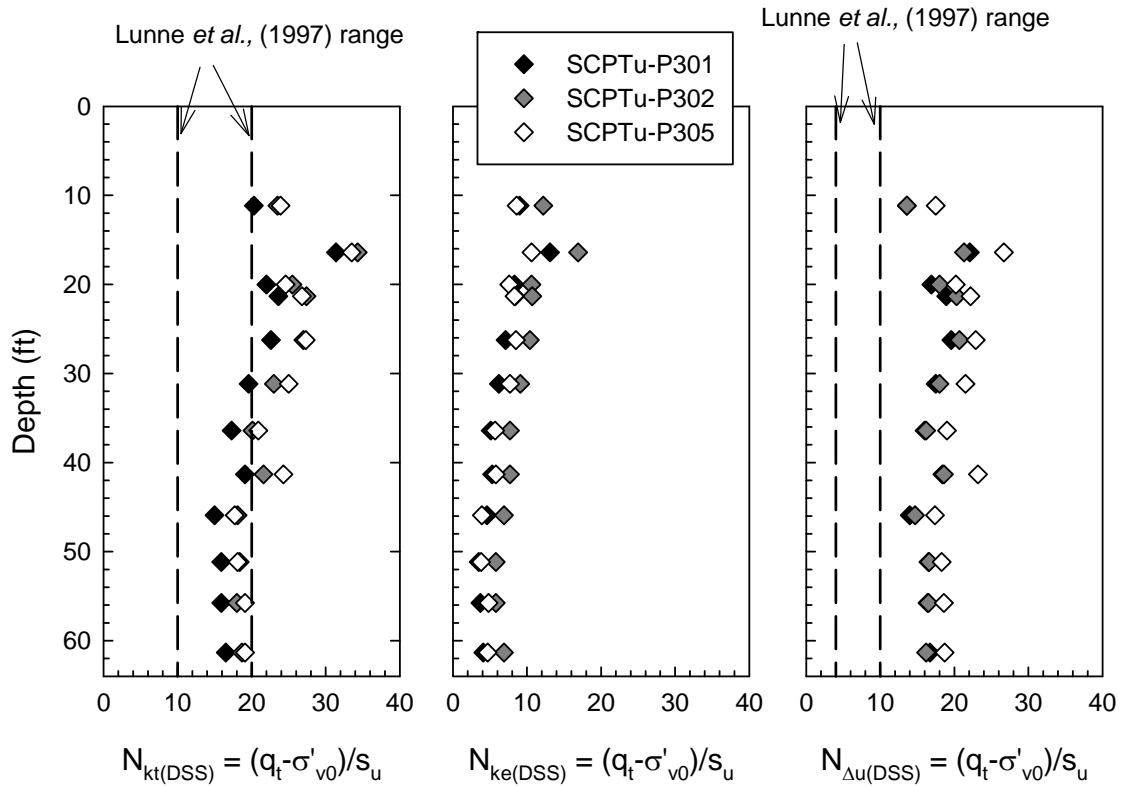 Lunne et al., (1997) range
Lunne et al., (1997) range
SCPTu-P301
SCPTu-P302
SCPTu-P305
Depth (ft)
0
10
20
30
40
50
60
0 10 20 30 40
0 10 20 30 40
0 10 20 30 40
N_kt(DSS) = (q_t-σ'_v0)/s_u
N_ke(DSS) = (q_t-σ'_v0)/s_u
N_Δu(DSS) = (q_t-σ'_v0)/s_u